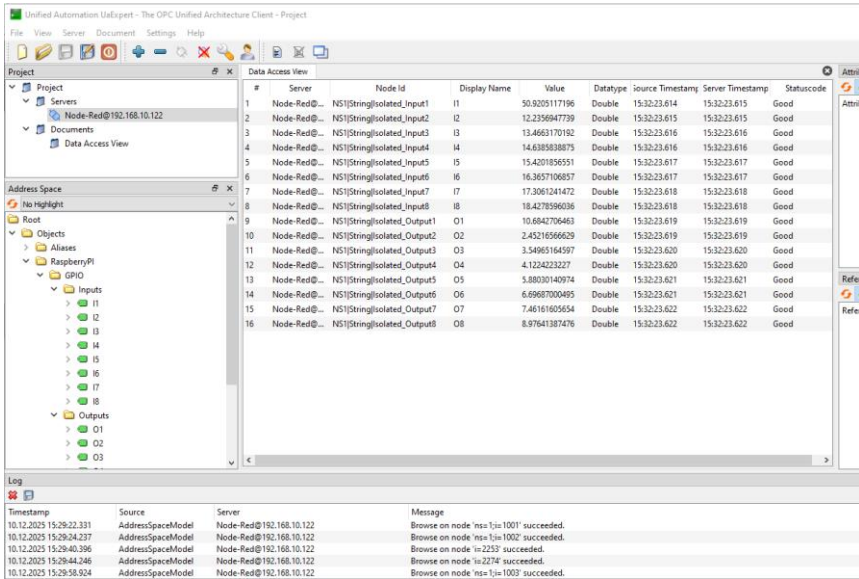 Unified Automation UaExpert - The OPC Unified Architecture Client - Project
File View Server Document Settings Help
Project
Project
Servers
Node-Red@192.168.10.122
Documents
Data Access View
Address Space
No Highlight
Root
Objects
Aliases
RaspberryPI
GPIO
Inputs
I1
I2
I3
I4
I5
I6
I7
I8
Outputs
O1
O2
O3
Data Access View
# Server Node Id Display Name Value Datatype Source Timestamp Server Timestamp Statuscode
1 Node-Red@... NS1|String|Isolated_Input1 I1 50.9205117196 Double 15:32:23.614 15:32:23.615 Good
2 Node-Red@... NS1|String|Isolated_Input2 I2 12.2356947739 Double 15:32:23.615 15:32:23.615 Good
3 Node-Red@... NS1|String|Isolated_Input3 I3 13.4663170192 Double 15:32:23.616 15:32:23.616 Good
4 Node-Red@... NS1|String|Isolated_Input4 I4 14.6385838875 Double 15:32:23.616 15:32:23.616 Good
5 Node-Red@... NS1|String|Isolated_Input5 I5 15.4201856551 Double 15:32:23.617 15:32:23.617 Good
6 Node-Red@... NS1|String|Isolated_Input6 I6 16.3657106857 Double 15:32:23.617 15:32:23.617 Good
7 Node-Red@... NS1|String|Isolated_Input7 I7 17.3061241472 Double 15:32:23.618 15:32:23.618 Good
8 Node-Red@... NS1|String|Isolated_Input8 I8 18.4278596036 Double 15:32:23.618 15:32:23.618 Good
9 Node-Red@... NS1|String|Isolated_Output1 O1 10.6842706463 Double 15:32:23.619 15:32:23.619 Good
10 Node-Red@... NS1|String|Isolated_Output2 O2 2.45216566629 Double 15:32:23.619 15:32:23.619 Good
11 Node-Red@... NS1|String|Isolated_Output3 O3 3.54965164597 Double 15:32:23.620 15:32:23.620 Good
12 Node-Red@... NS1|String|Isolated_Output4 O4 4.1224223227 Double 15:32:23.620 15:32:23.620 Good
13 Node-Red@... NS1|String|Isolated_Output5 O5 5.88030140974 Double 15:32:23.621 15:32:23.621 Good
14 Node-Red@... NS1|String|Isolated_Output6 O6 6.69687000495 Double 15:32:23.621 15:32:23.621 Good
15 Node-Red@... NS1|String|Isolated_Output7 O7 7.46161605654 Double 15:32:23.622 15:32:23.622 Good
16 Node-Red@... NS1|String|Isolated_Output8 O8 8.97641387476 Double 15:32:23.622 15:32:23.622 Good
Attri
Attri
Refe
Refe
Log
Timestamp Source Server Message
10.12.2025 15:29:22.331 AddressSpaceModel Node-Red@192.168.10.122 Browse on node 'ns=1;i=1001' succeeded.
10.12.2025 15:29:24.237 AddressSpaceModel Node-Red@192.168.10.122 Browse on node 'ns=1;i=1002' succeeded.
10.12.2025 15:29:40.396 AddressSpaceModel Node-Red@192.168.10.122 Browse on node 'i=2253' succeeded.
10.12.2025 15:29:44.246 AddressSpaceModel Node-Red@192.168.10.122 Browse on node 'i=2274' succeeded.
10.12.2025 15:29:58.924 AddressSpaceModel Node-Red@192.168.10.122 Browse on node 'ns=1;i=1003' succeeded.